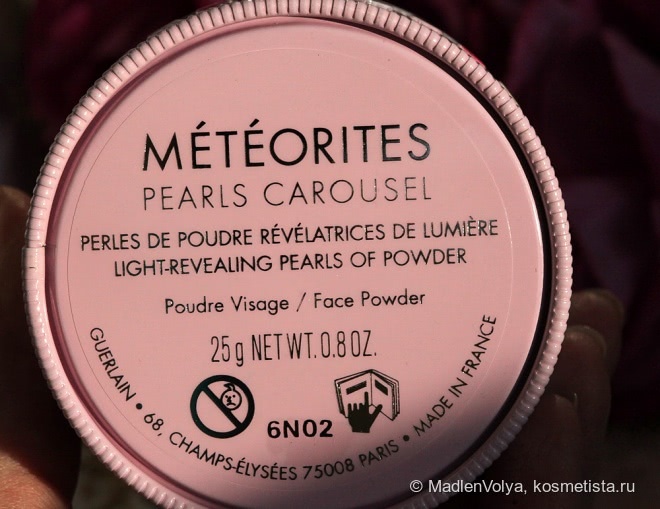 MÉTÉORITES
PEARLS CAROUSEL
PERLES DE POUDRE RÉVÉLATRICES DE LUMIÈRE
LIGHT-REVEALING PEARLS OF POWDER
Poudre Visage / Face Powder
25g NET WT. 0.8 OZ.
6N02
GUERLAIN • 68, CHAMPS-ÉLYSÉES 75008 PARIS • MADE IN FRANCE
© MadlenVolya, kosmetista.ru